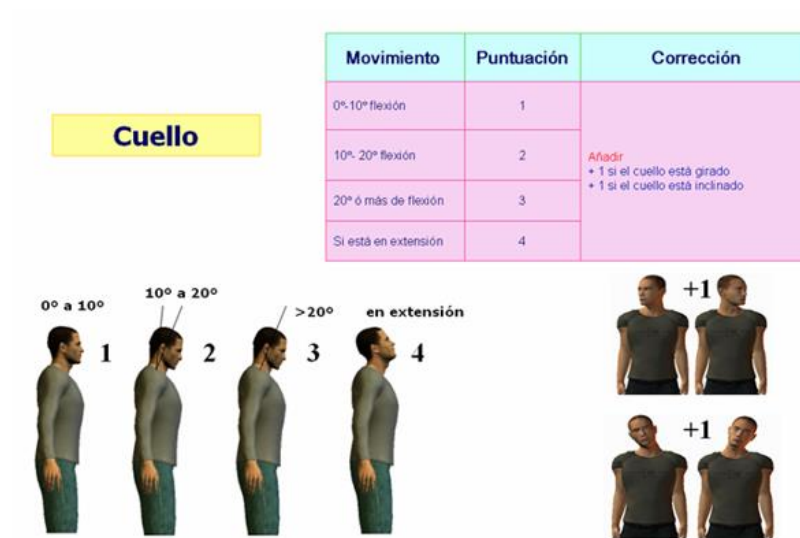 Cuello
Movimiento Puntuación Corrección
0º-10º flexión 1
10º- 20º flexión 2
20º ó más de flexión 3
Si está en extensión 4
Añadir
+ 1 si el cuello está girado
+ 1 si el cuello está inclinado
0º a 10º
10º a 20º
>20º
en extensión
1 2 3 4
+1
+1